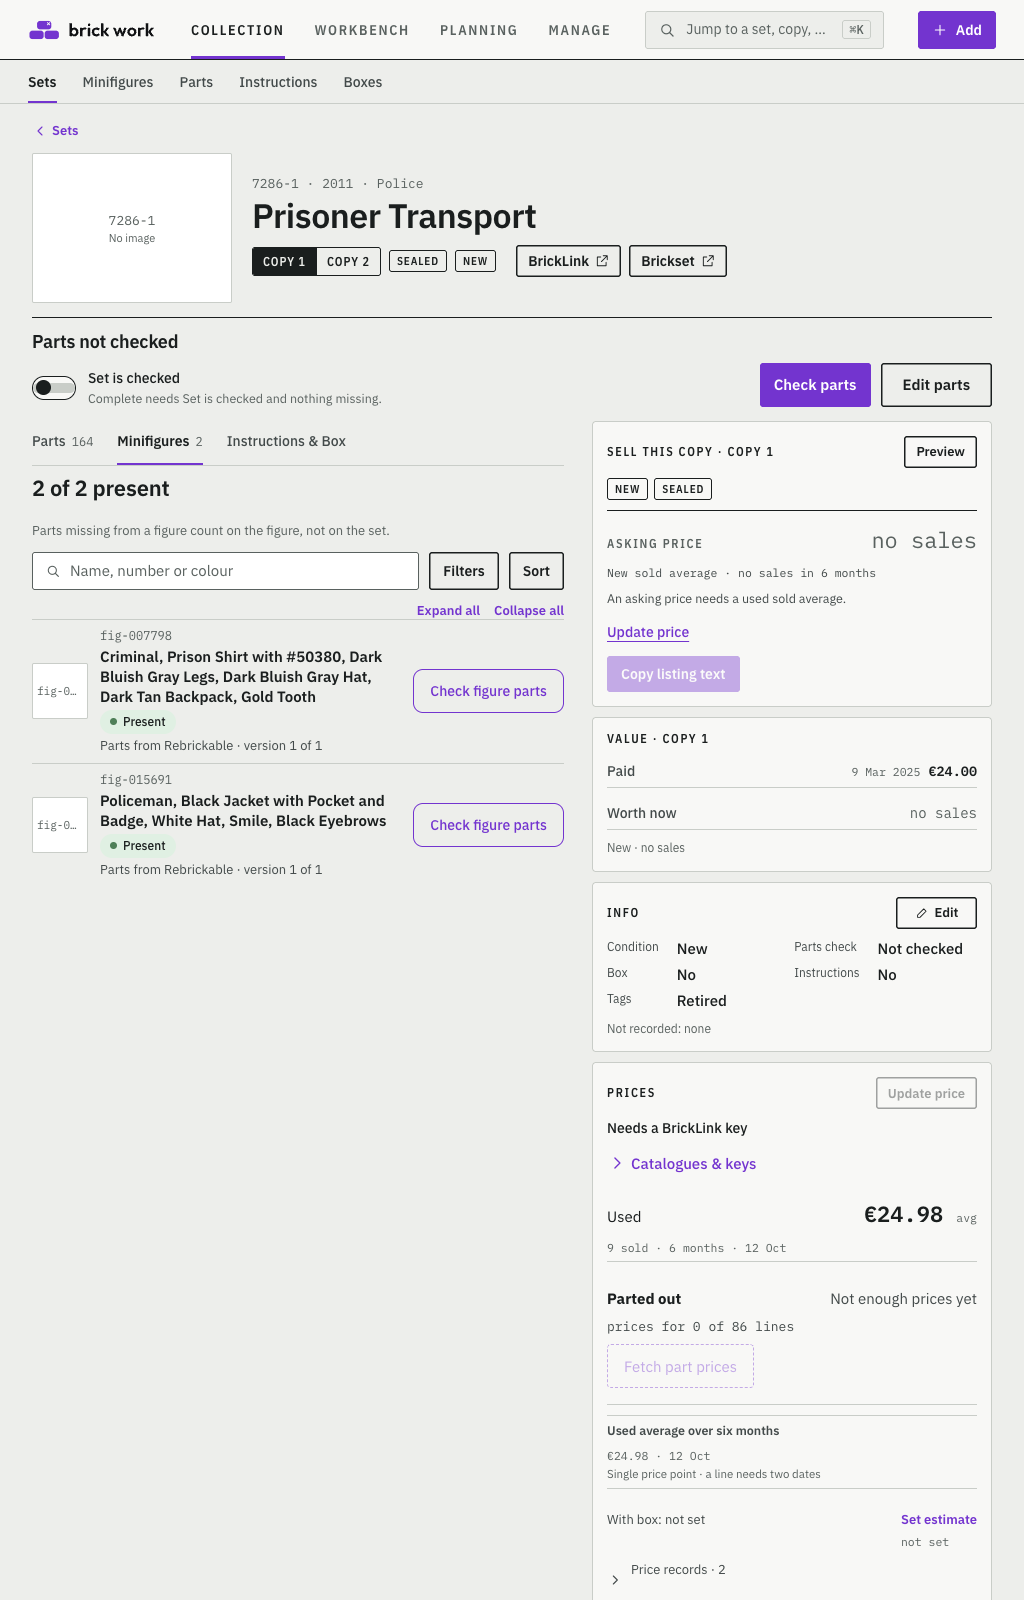 brick work
COLLECTION
WORKBENCH
PLANNING
MANAGE
Jump to a set, copy, ...
⌘K
Add
Sets
Minifigures
Parts
Instructions
Boxes
Sets
7286-1
No image
7286-1 · 2011 · Police
Prisoner Transport
COPY 1
COPY 2
SEALED
NEW
BrickLink
Brickset
Parts not checked
Set is checked
Complete needs Set is checked and nothing missing.
Check parts
Edit parts
Parts 164
Minifigures 2
Instructions & Box
2 of 2 present
Parts missing from a figure count on the figure, not on the set.
Name, number or colour
Filters
Sort
Expand all
Collapse all
fig-0…
fig-007798
Criminal, Prison Shirt with #50380, Dark
Bluish Gray Legs, Dark Bluish Gray Hat,
Dark Tan Backpack, Gold Tooth
Present
Parts from Rebrickable · version 1 of 1
Check figure parts
fig-0…
fig-015691
Policeman, Black Jacket with Pocket and
Badge, White Hat, Smile, Black Eyebrows
Present
Parts from Rebrickable · version 1 of 1
Check figure parts
SELL THIS COPY · COPY 1
Preview
NEW
SEALED
ASKING PRICE
no sales
New sold average · no sales in 6 months
An asking price needs a used sold average.
Update price
Copy listing text
VALUE · COPY 1
Paid
9 Mar 2025 €24.00
Worth now
no sales
New · no sales
INFO
Edit
Condition
New
Parts check
Not checked
Box
No
Instructions
No
Tags
Retired
Not recorded: none
PRICES
Update price
Needs a BrickLink key
Catalogues & keys
Used
€24.98 avg
9 sold · 6 months · 12 Oct
Parted out
Not enough prices yet
prices for 0 of 86 lines
Fetch part prices
Used average over six months
€24.98 · 12 Oct
Single price point · a line needs two dates
With box: not set
Set estimate
not set
Price records · 2